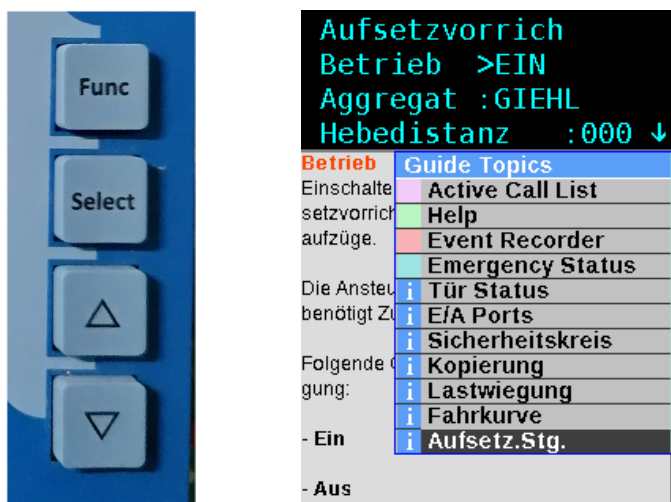 Func
Select
Aufsetzvorrich
Betrieb >EIN
Aggregat :GIEHL
Hebedistanz :000 ↓
Betrieb
Einschalte
setzvorrich
aufzüge.
Die Ansteu
benötigt Zu
Folgende
gung:
- Ein
- Aus
Guide Topics
Active Call List
Help
Event Recorder
Emergency Status
i Tür Status
i E/A Ports
i Sicherheitskreis
i Kopierung
i Lastwiegung
i Fahrkurve
i Aufsetz.Stg.